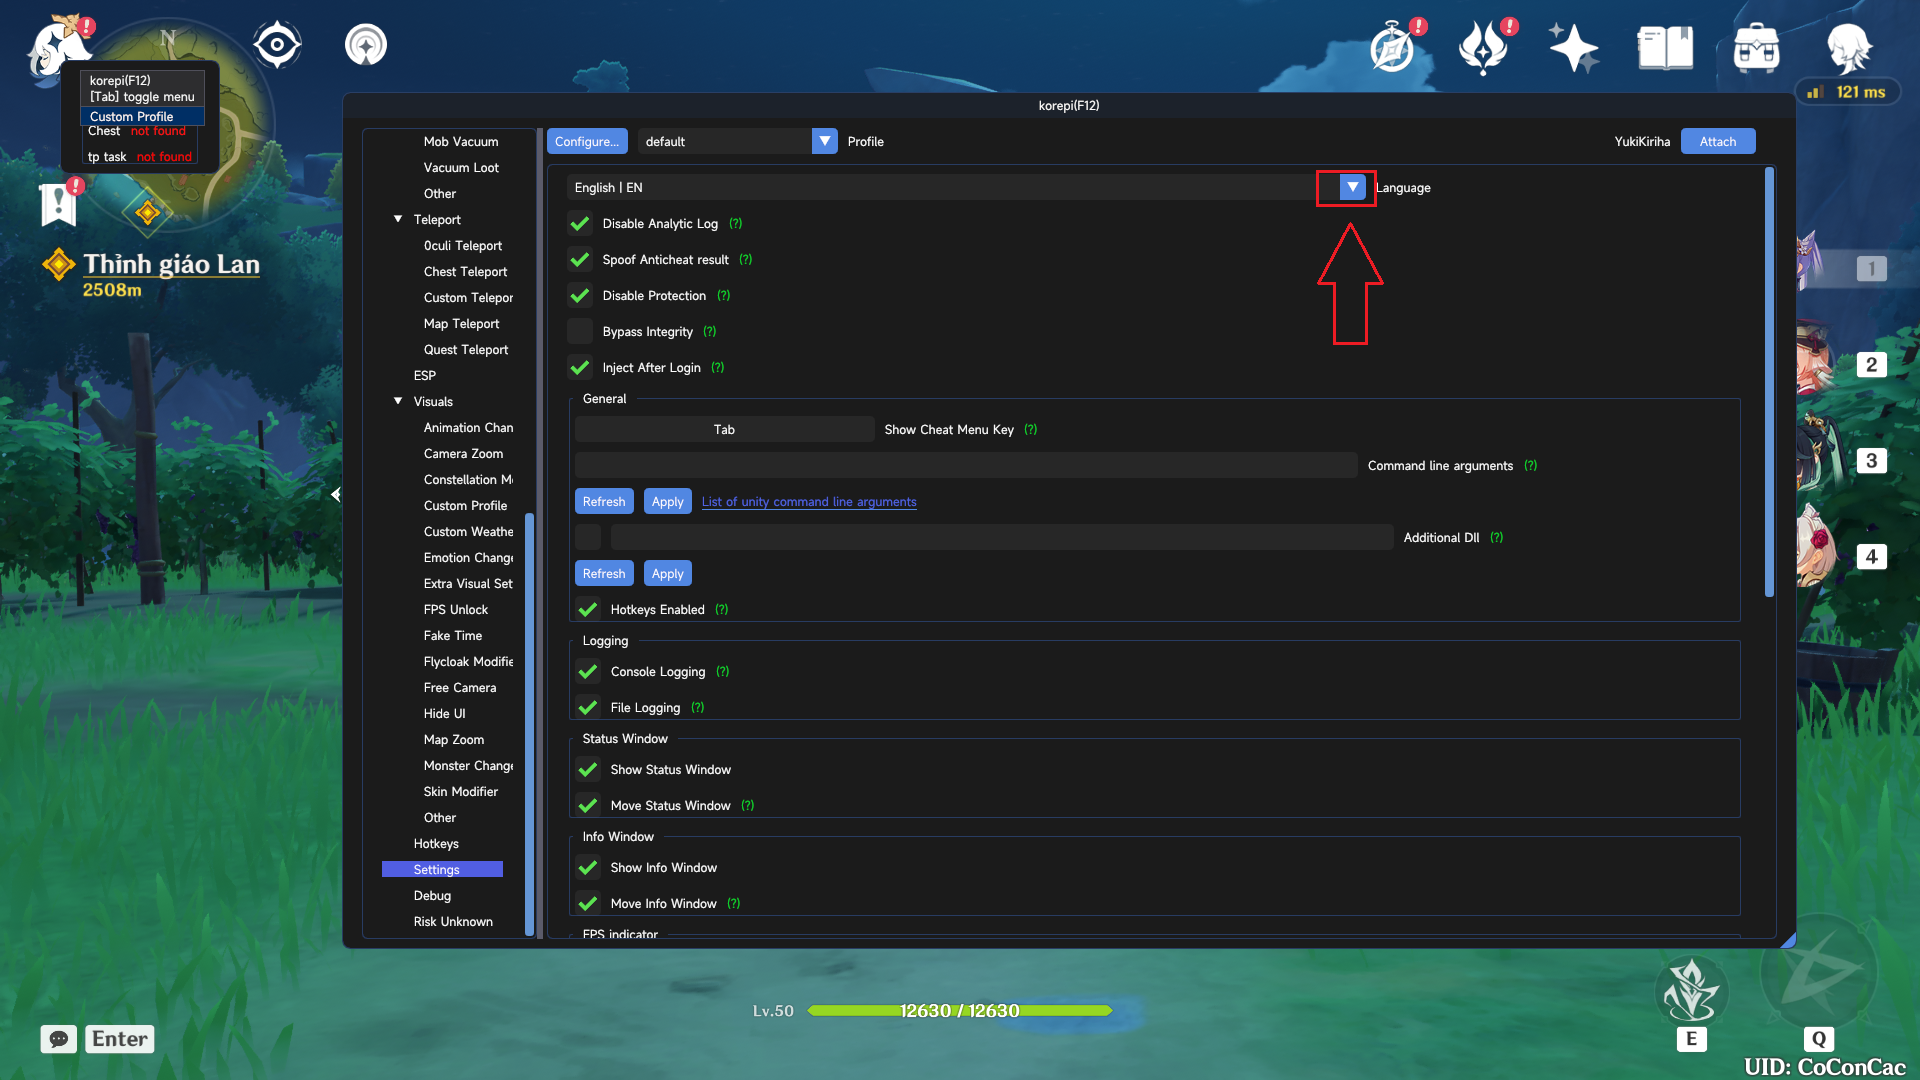 N
121 ms
korepi(F12)
[Tab] toggle menu
Custom Profile
Chest not found
tp task not found
Thỉnh giáo Lan
2508m
korepi(F12)
Mob Vacuum
Vacuum Loot
Other
Teleport
0culi Teleport
Chest Teleport
Custom Telepor
Map Teleport
Quest Teleport
ESP
Visuals
Animation Chan
Camera Zoom
Constellation M
Custom Profile
Custom Weathe
Emotion Change
Extra Visual Set
FPS Unlock
Fake Time
Flycloak Modifie
Free Camera
Hide UI
Map Zoom
Monster Change
Skin Modifier
Other
Hotkeys
Settings
Debug
Risk Unknown
Configure... default Profile YukiKiriha Attach
English | EN Language
Disable Analytic Log (?)
Spoof Anticheat result (?)
Disable Protection (?)
Bypass Integrity (?)
Inject After Login (?)
General
Tab Show Cheat Menu Key (?)
Command line arguments (?)
Refresh Apply List of unity command line arguments
Additional Dll (?)
Refresh Apply
Hotkeys Enabled (?)
Logging
Console Logging (?)
File Logging (?)
Status Window
Show Status Window
Move Status Window (?)
Info Window
Show Info Window
Move Info Window (?)
FPS indicator
1
2
3
4
Lv.50 12630 / 12630
Enter
E
Q
UID: CoConCac